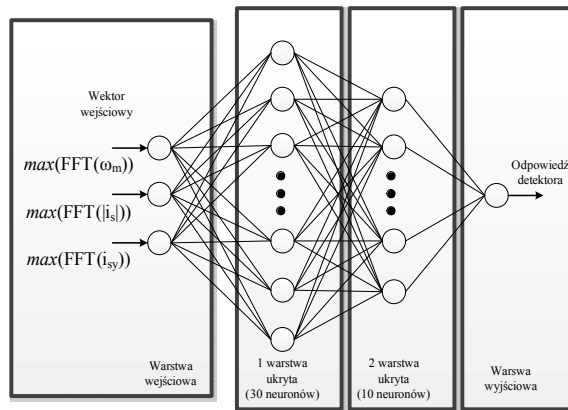 Wektor
wejściowy
max(FFT(ωm))
max(FFT(|is|))
max(FFT(isy))
Odpowiedź
detektora
Warstwa
wejściowa
1 warstwa
ukryta
(30 neuronów)
2 warstwa
ukryta
(10 neuronów)
Warswa
wyjściowa